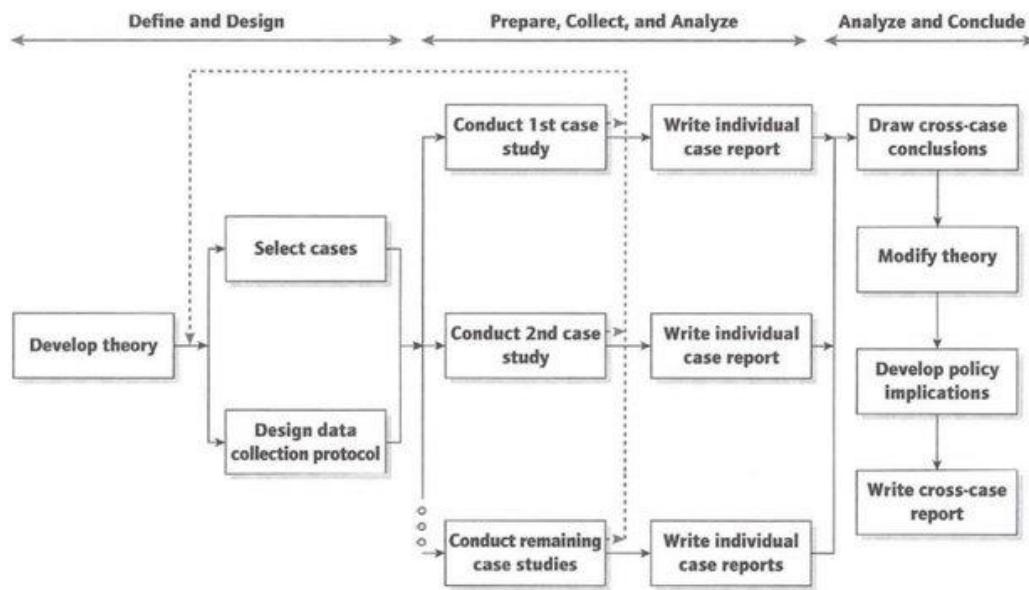 Define and Design
Prepare, Collect, and Analyze
Analyze and Conclude
Develop theory
Select cases
Design data
collection protocol
Conduct 1st case
study
Conduct 2nd case
study
Conduct remaining
case studies
Write individual
case report
Write individual
case report
Write individual
case reports
Draw cross-case
conclusions
Modify theory
Develop policy
implications
Write cross-case
report